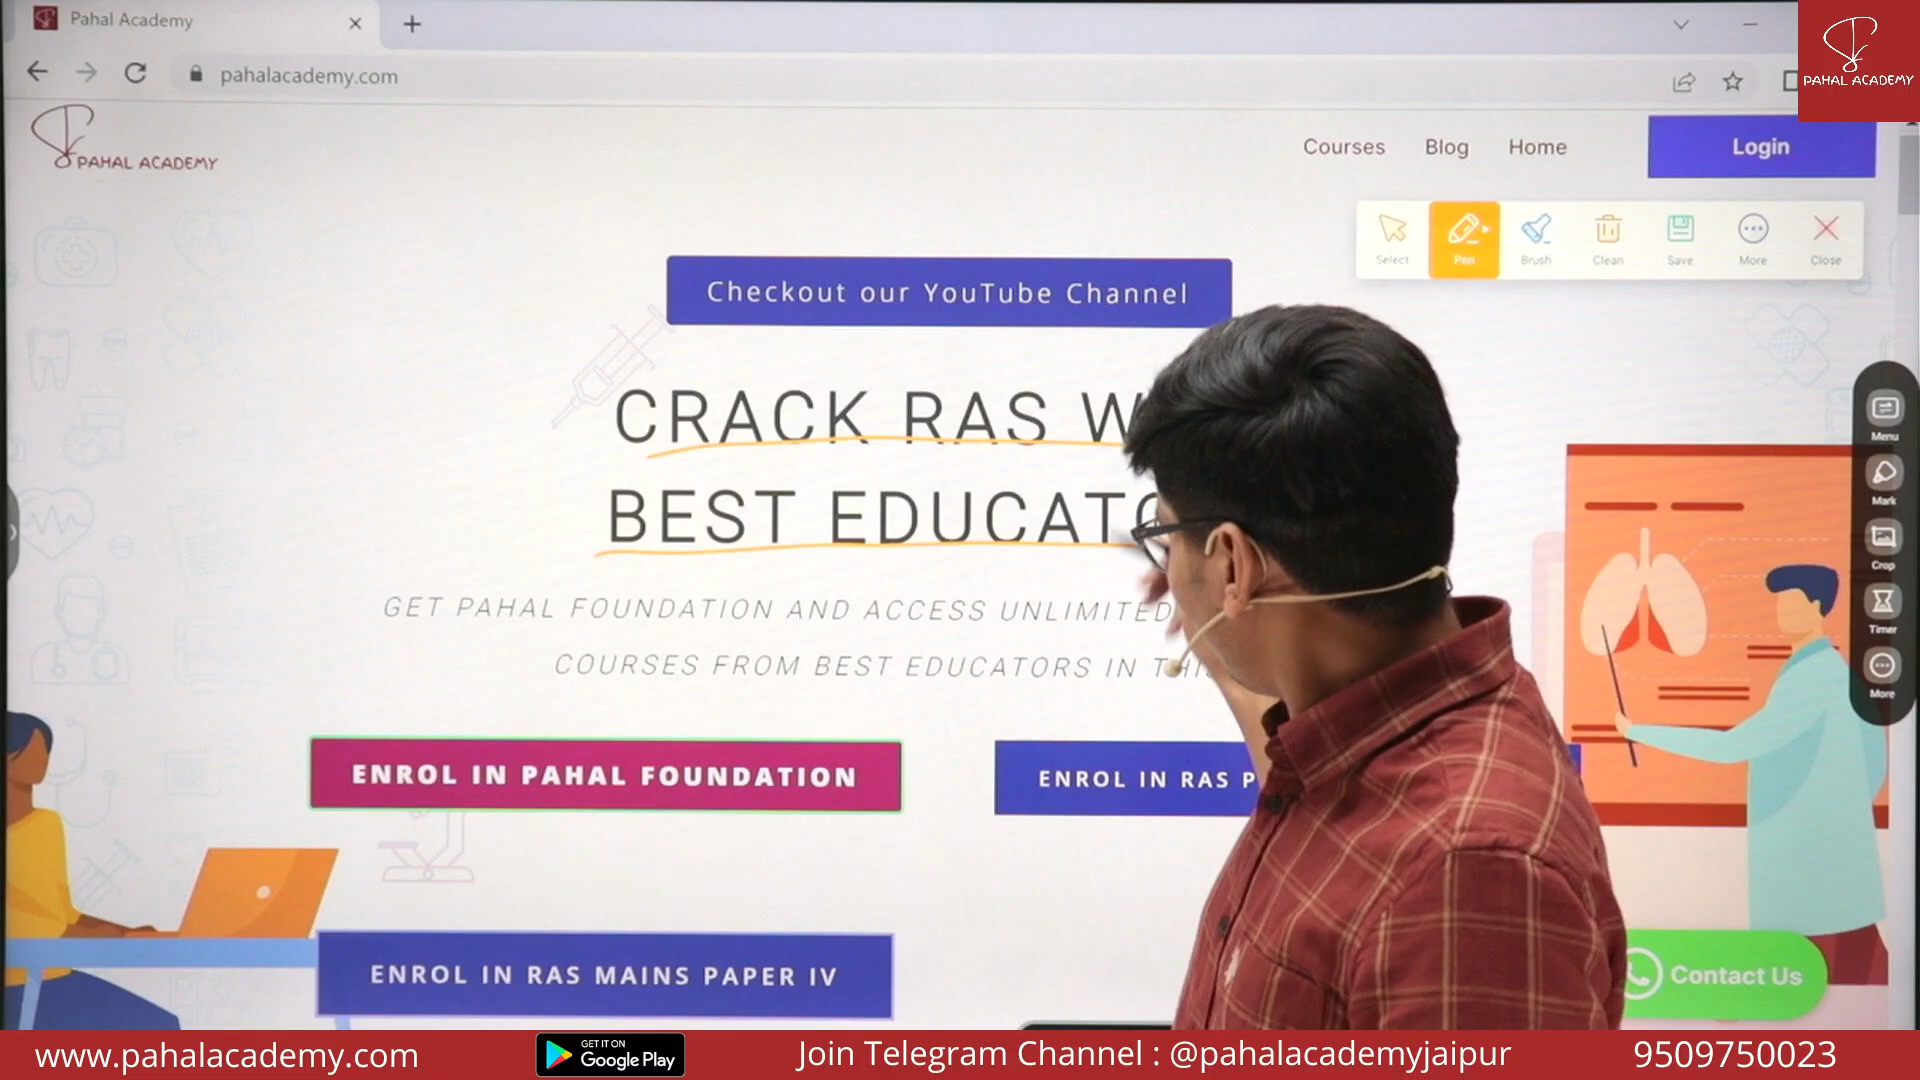 Pahal Academy
pahalacademy.com
PAHAL ACADEMY
PAHAL ACADEMY
Courses Blog Home Login
Select Pen Brush Clean Save More Close
Checkout our YouTube Channel
CRACK RAS
BEST
GET PAHAL FOUNDATION AND ACCESS UNLIMITED
COURSES FROM BEST EDUCATORS IN
Menu
Mark
Crop
Timer
More
ENROL IN PAHAL FOUNDATION
ENROL IN RAS
ENROL IN RAS MAINS PAPER IV
Contact Us
www.pahalacademy.com
GET IT ON
Google Play
Join Telegram Channel : @pahalacademyjaipur
9509750023